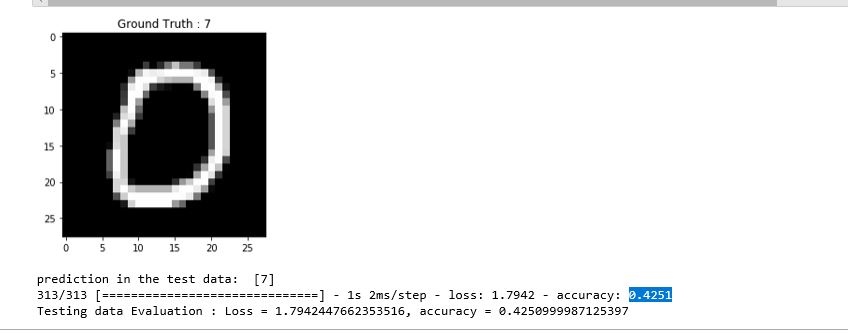 Ground Truth : 7
0
5
10
15
20
25
0 5 10 15 20 25
prediction in the test data:  [7]
313/313 [==============================] - 1s 2ms/step - loss: 1.7942 - accuracy: 0.4251
Testing data Evaluation : Loss = 1.7942447662353516, accuracy = 0.4250999987125397